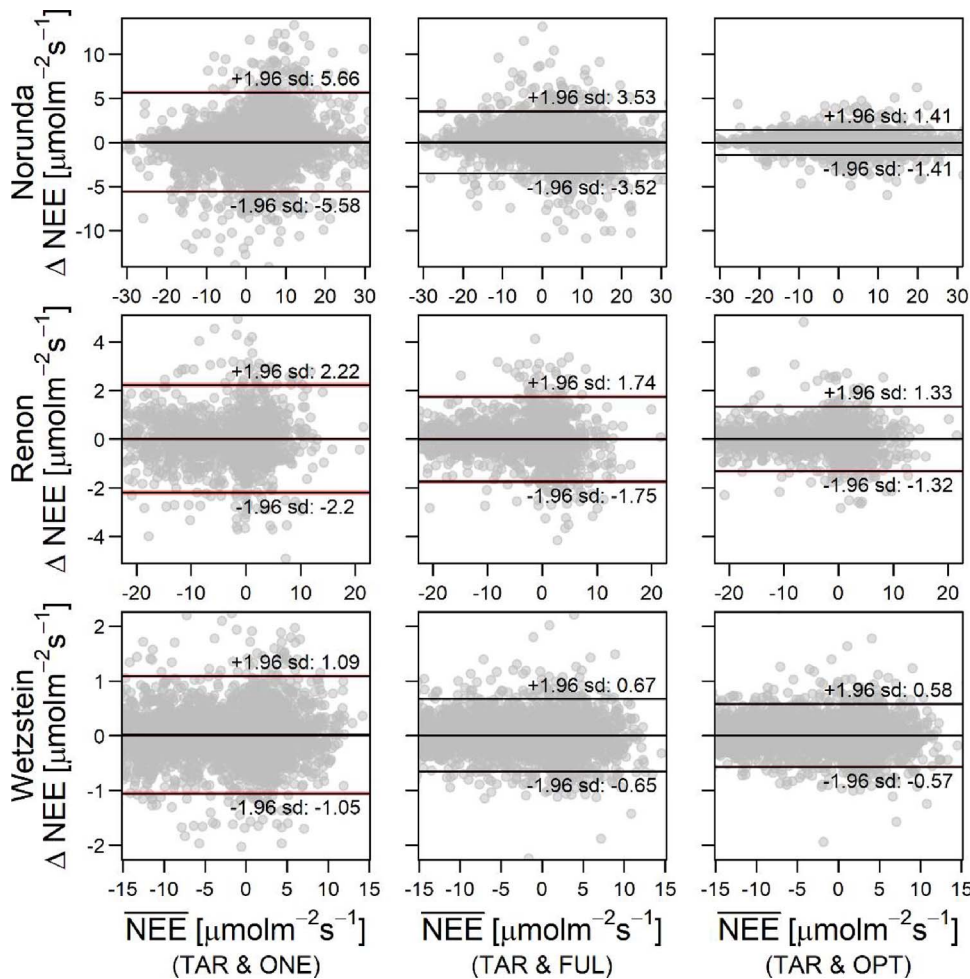 Norunda
Δ NEE [μmolm⁻²s⁻¹]
10
5
0
-5
-10
+1.96 sd: 5.66
-1.96 sd: -5.58
-30 -20 -10 0 10 20 30
+1.96 sd: 3.53
-1.96 sd: -3.52
-30 -20 -10 0 10 20 30
+1.96 sd: 1.41
-1.96 sd: -1.41
-30 -20 -10 0 10 20 30
Renon
Δ NEE [μmolm⁻²s⁻¹]
4
2
0
-2
-4
+1.96 sd: 2.22
-1.96 sd: -2.2
-20 -10 0 10 20
+1.96 sd: 1.74
-1.96 sd: -1.75
-20 -10 0 10 20
+1.96 sd: 1.33
-1.96 sd: -1.32
-20 -10 0 10 20
Wetzstein
Δ NEE [μmolm⁻²s⁻¹]
2
1
0
-1
-2
+1.96 sd: 1.09
-1.96 sd: -1.05
-15 -10 -5 0 5 10 15
+1.96 sd: 0.67
-1.96 sd: -0.65
-15 -10 -5 0 5 10 15
+1.96 sd: 0.58
-1.96 sd: -0.57
-15 -10 -5 0 5 10 15
N̅E̅E̅ [μmolm⁻²s⁻¹]
(TAR & ONE)
N̅E̅E̅ [μmolm⁻²s⁻¹]
(TAR & FUL)
N̅E̅E̅ [μmolm⁻²s⁻¹]
(TAR & OPT)